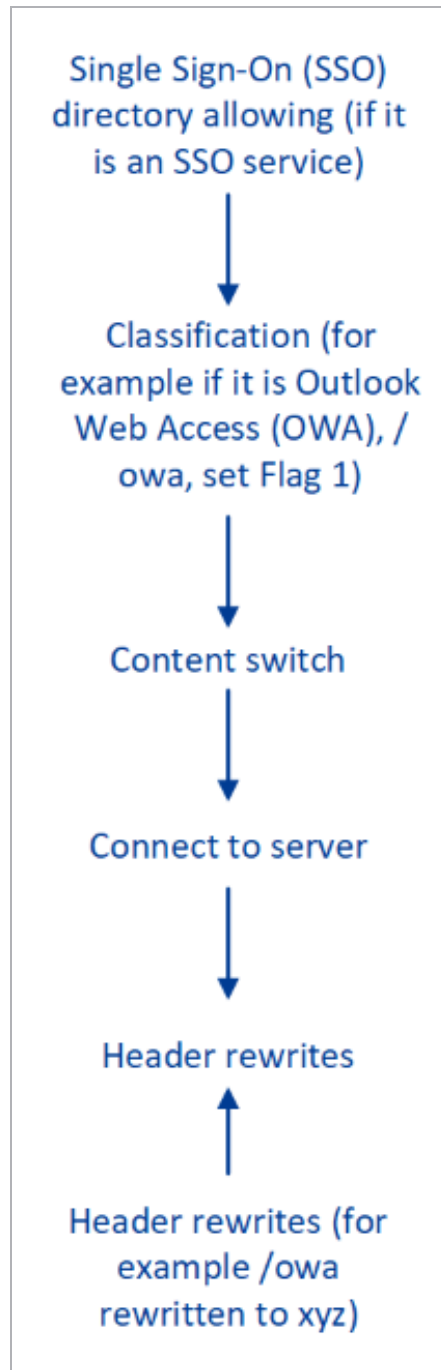 Single Sign-On (SSO)
directory allowing (if it
is an SSO service)
Classification (for
example if it is Outlook
Web Access (OWA), /
owa, set Flag 1)
Content switch
Connect to server
Header rewrites
Header rewrites (for
example /owa
rewritten to xyz)